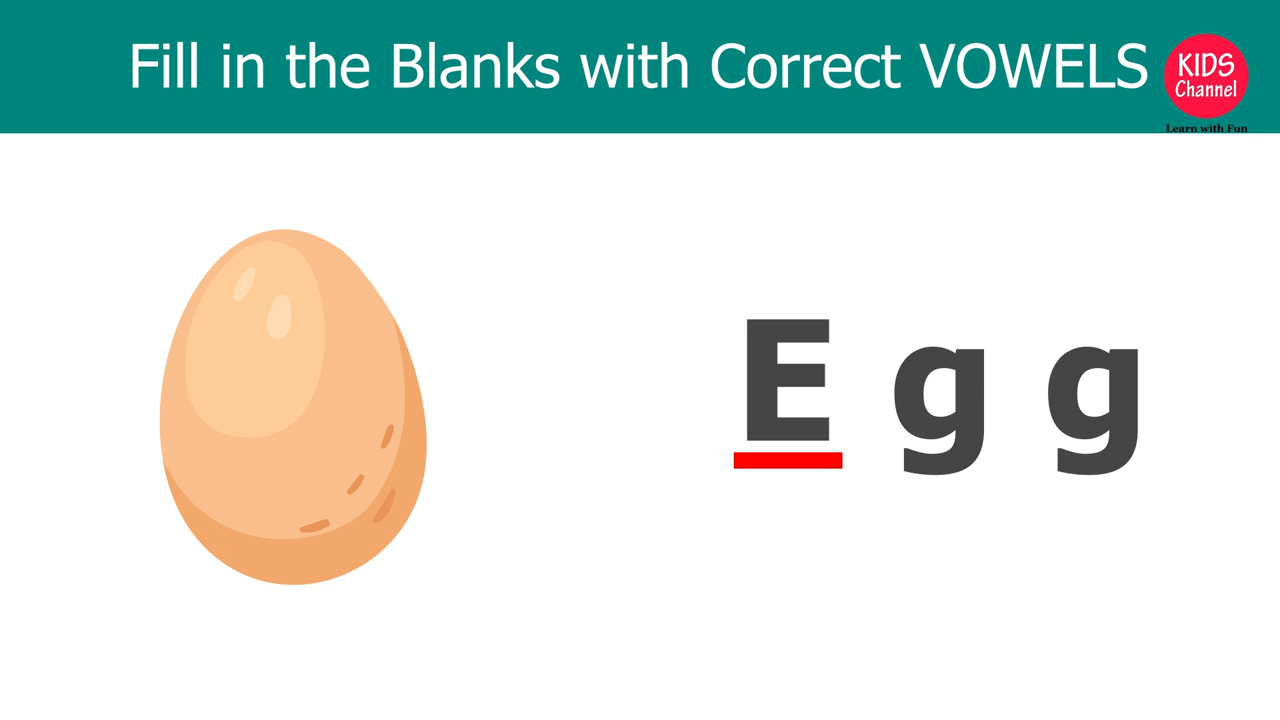 Fill in the Blanks with Correct VOWELS
KIDS
Channel
Learn with Fun
E g g